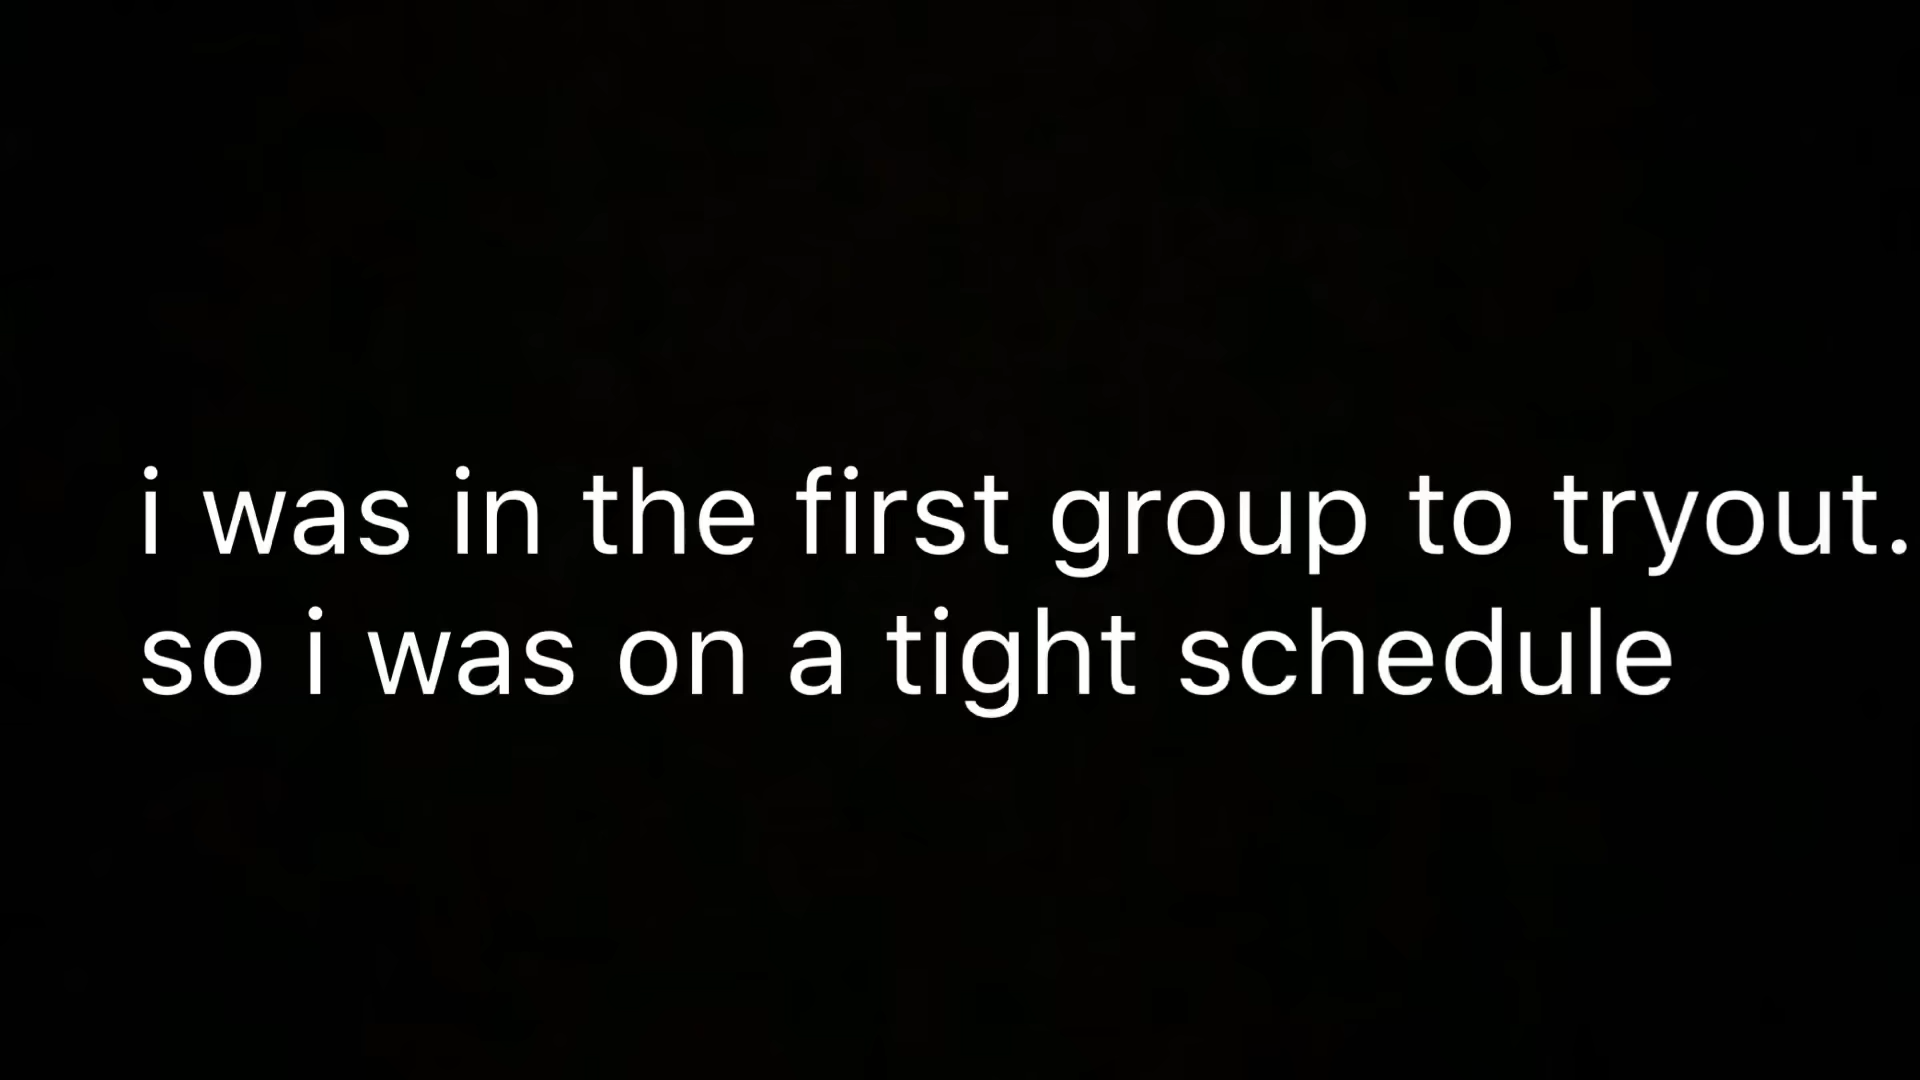 i was in the first group to tryout.
so i was on a tight schedule